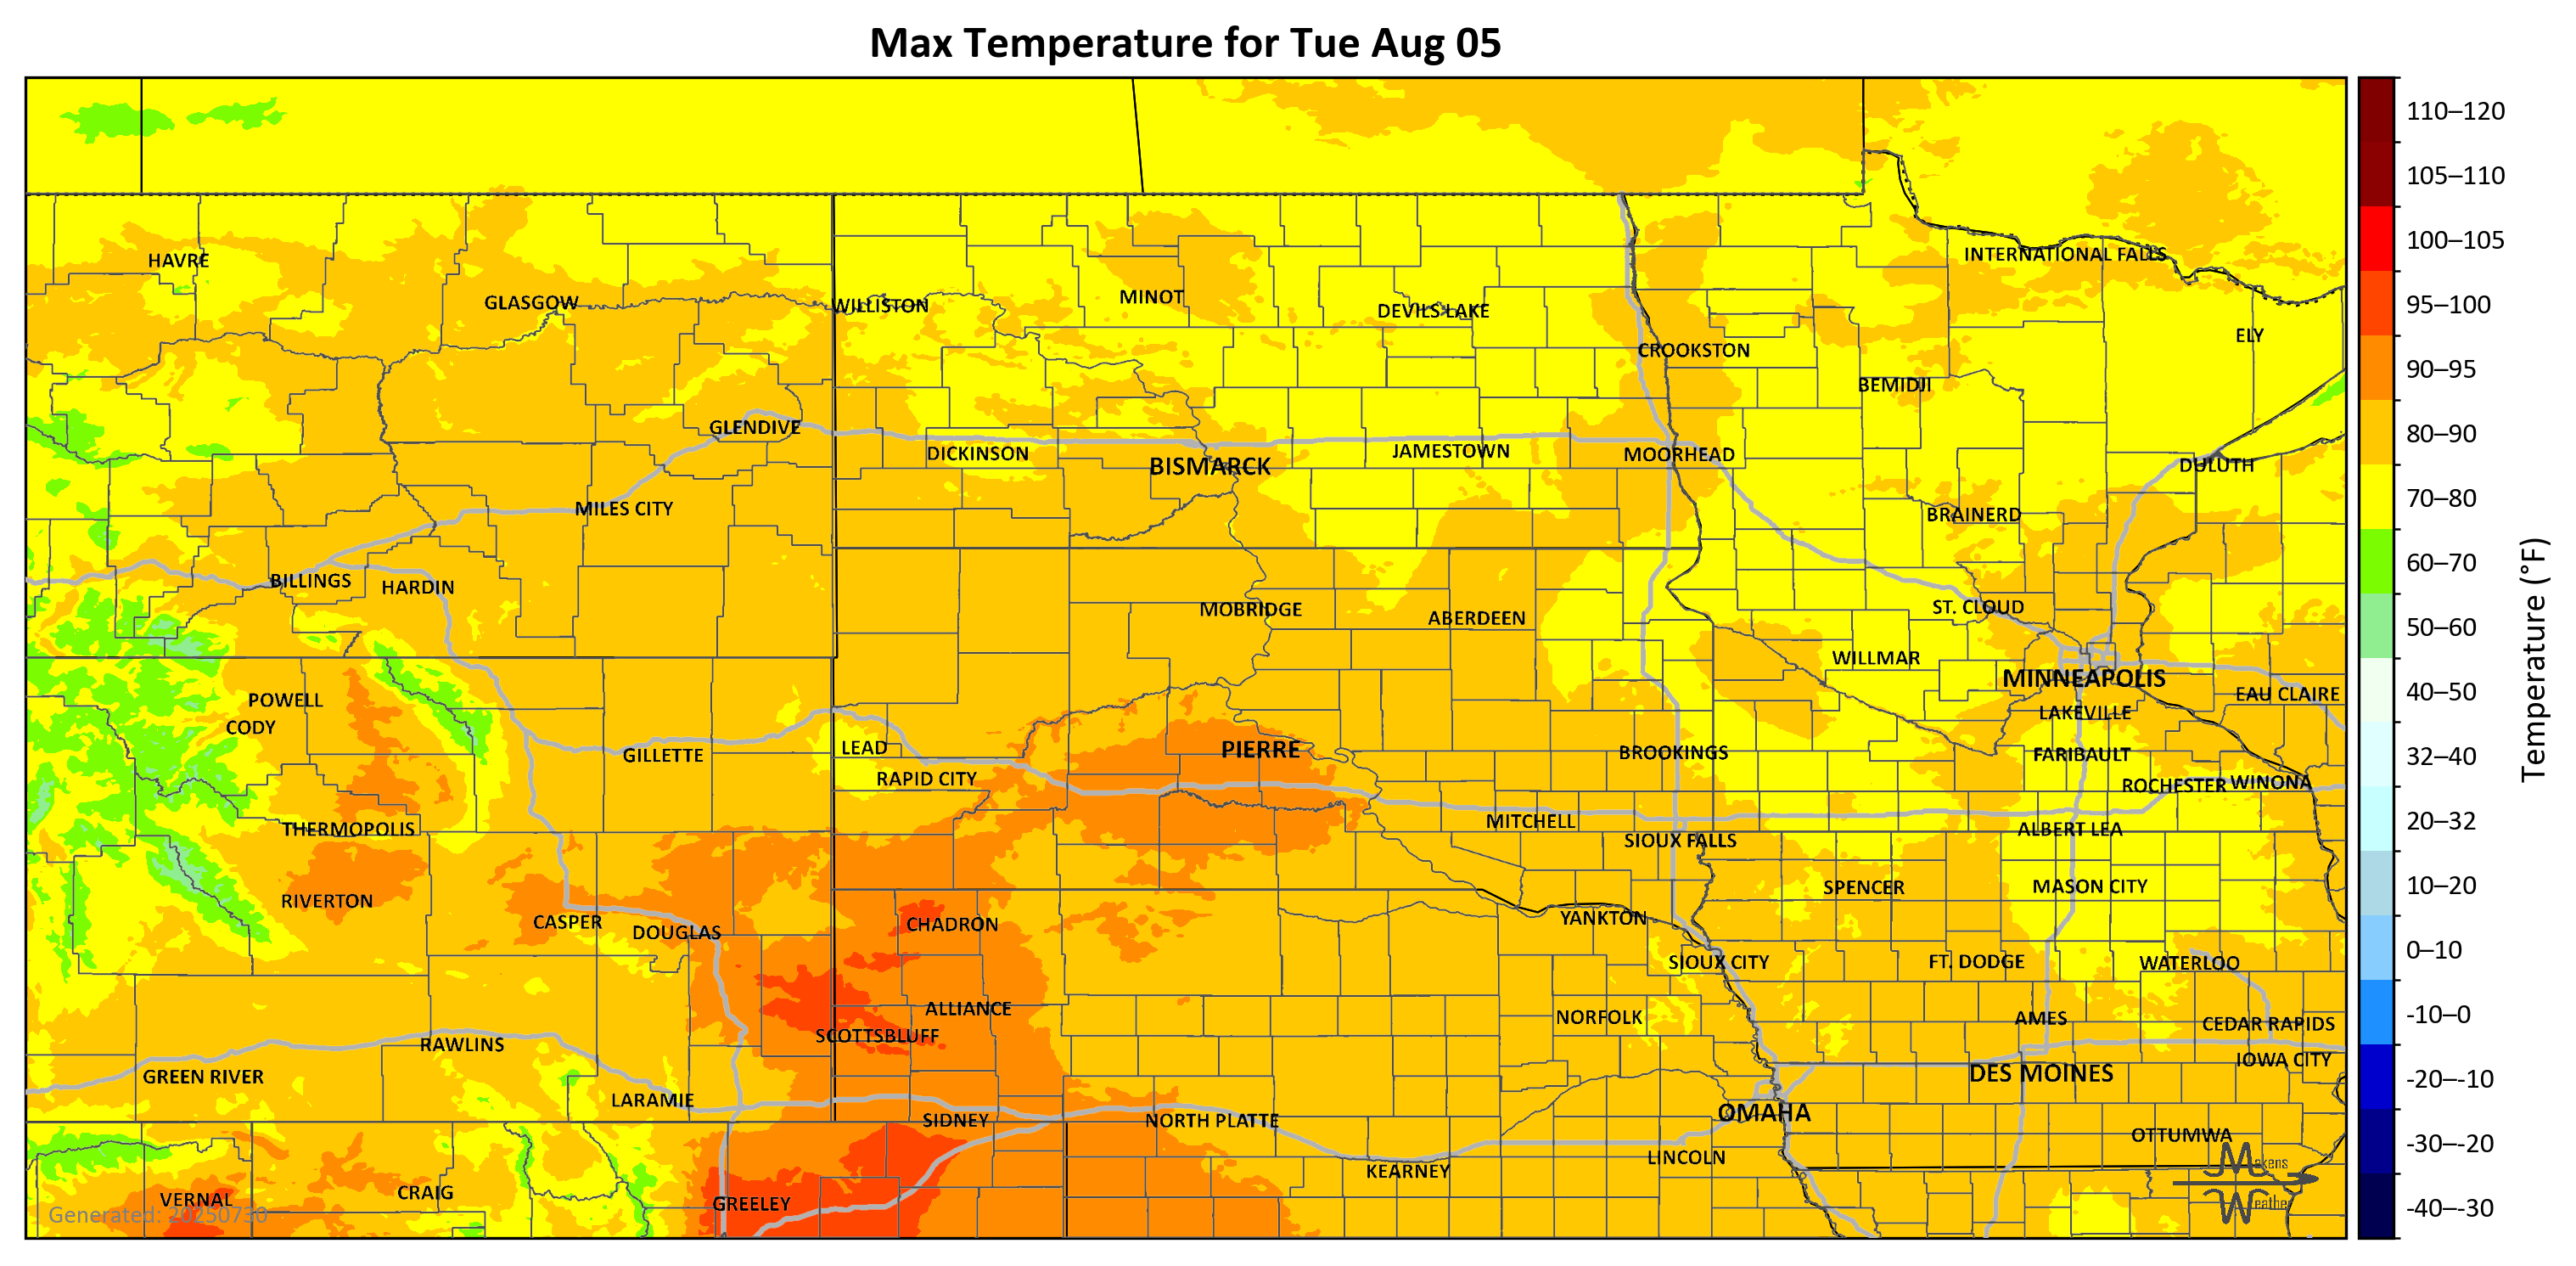 Max Temperature for Tue Aug 05
110–120
105–110
100–105
95–100
90–95
80–90
70–80
60–70
50–60
40–50
32–40
20–32
10–20
0–10
-10–0
-20–-10
-30–-20
-40–-30
Temperature (°F)
HAVRE
INTERNATIONAL FALLS
GLASGOW
WILLISTON
MINOT
DEVILS LAKE
ELY
CROOKSTON
BEMIDJI
GLENDIVE
DICKINSON
BISMARCK
JAMESTOWN
MOORHEAD
DULUTH
MILES CITY
BRAINERD
BILLINGS
HARDIN
MOBRIDGE
ABERDEEN
ST. CLOUD
WILLMAR
MINNEAPOLIS
POWELL
EAU CLAIRE
CODY
LAKEVILLE
GILLETTE
LEAD
PIERRE
BROOKINGS
FARIBAULT
RAPID CITY
ROCHESTER
WINONA
THERMOPOLIS
MITCHELL
SIOUX FALLS
ALBERT LEA
RIVERTON
SPENCER
MASON CITY
CASPER
DOUGLAS
CHADRON
YANKTON
SIOUX CITY
FT. DODGE
WATERLOO
ALLIANCE
NORFOLK
AMES
CEDAR RAPIDS
SCOTTSBLUFF
RAWLINS
IOWA CITY
GREEN RIVER
DES MOINES
LARAMIE
SIDNEY
NORTH PLATTE
OMAHA
OTTUMWA
KEARNEY
LINCOLN
VERNAL
CRAIG
GREELEY
Generated: 20250730
Makens
Weather